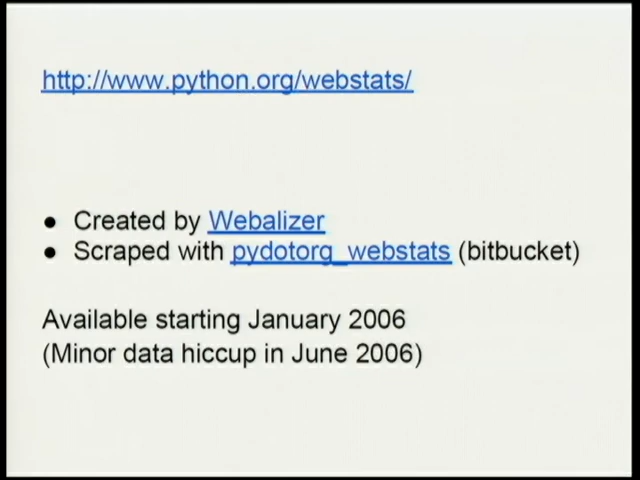 http://www.python.org/webstats/
● Created by Webalizer
● Scraped with pydotorg_webstats (bitbucket)
Available starting January 2006
(Minor data hiccup in June 2006)